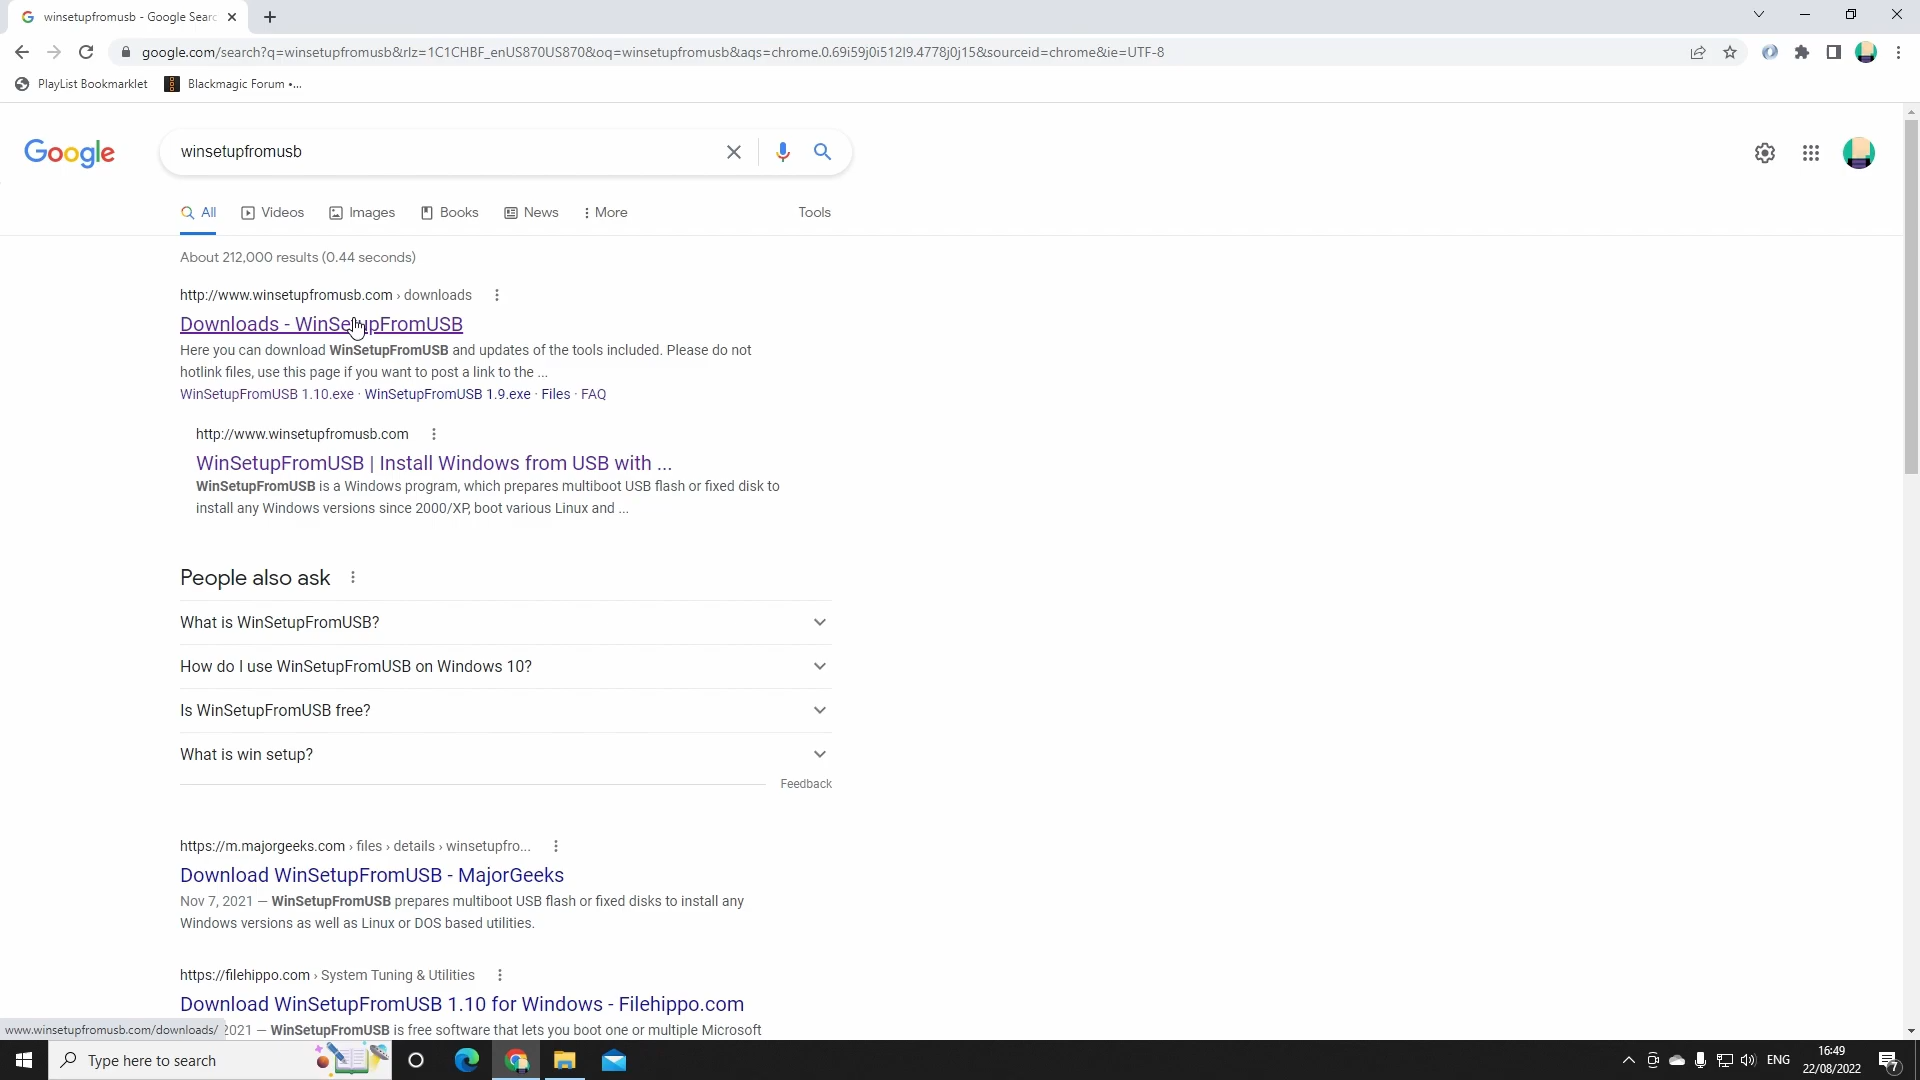 winsetupfromusb - Google Searc
google.com/search?q=winsetupfromusb&rlz=1C1CHBF_enUS870US870&oq=winsetupfromusb&aqs=chrome.0.69i59j0i512l9.4778j0j15&sourceid=chrome&ie=UTF-8
PlayList Bookmarklet
Blackmagic Forum •...
Google
winsetupfromusb
All
Videos
Images
Books
News
More
Tools
About 212,000 results (0.44 seconds)
http://www.winsetupfromusb.com › downloads
Downloads - WinSetupFromUSB
Here you can download WinSetupFromUSB and updates of the tools included. Please do not
hotlink files, use this page if you want to post a link to the ...
WinSetupFromUSB 1.10.exe · WinSetupFromUSB 1.9.exe · Files · FAQ
http://www.winsetupfromusb.com
WinSetupFromUSB | Install Windows from USB with ...
WinSetupFromUSB is a Windows program, which prepares multiboot USB flash or fixed disk to
install any Windows versions since 2000/XP, boot various Linux and ...
People also ask
What is WinSetupFromUSB?
How do I use WinSetupFromUSB on Windows 10?
Is WinSetupFromUSB free?
What is win setup?
Feedback
https://m.majorgeeks.com › files › details › winsetupfro...
Download WinSetupFromUSB - MajorGeeks
Nov 7, 2021 — WinSetupFromUSB prepares multiboot USB flash or fixed disks to install any
Windows versions as well as Linux or DOS based utilities.
https://filehippo.com › System Tuning & Utilities
Download WinSetupFromUSB 1.10 for Windows - Filehippo.com
2021 — WinSetupFromUSB is free software that lets you boot one or multiple Microsoft
www.winsetupfromusb.com/downloads/
Type here to search
ENG
16:49
22/08/2022
7